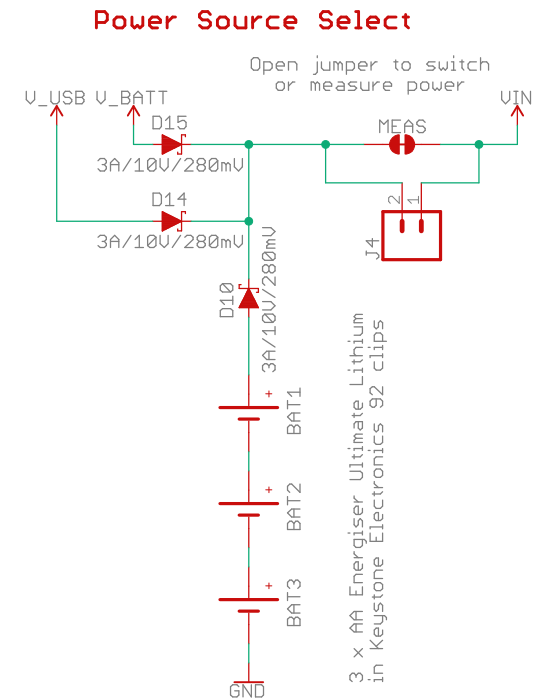 Power Source Select
Open jumper to switch
or measure power
V_USB V_BATT
VIN
D15
MEAS
3A/10V/280mV
D14
2 1
3A/10V/280mV
J4
D10
3A/10V/280mV
+
BAT1
+
BAT2
+
BAT3
3 x AA Energiser Ultimate Lithium
in Keystone Electronics 92 clips
GND